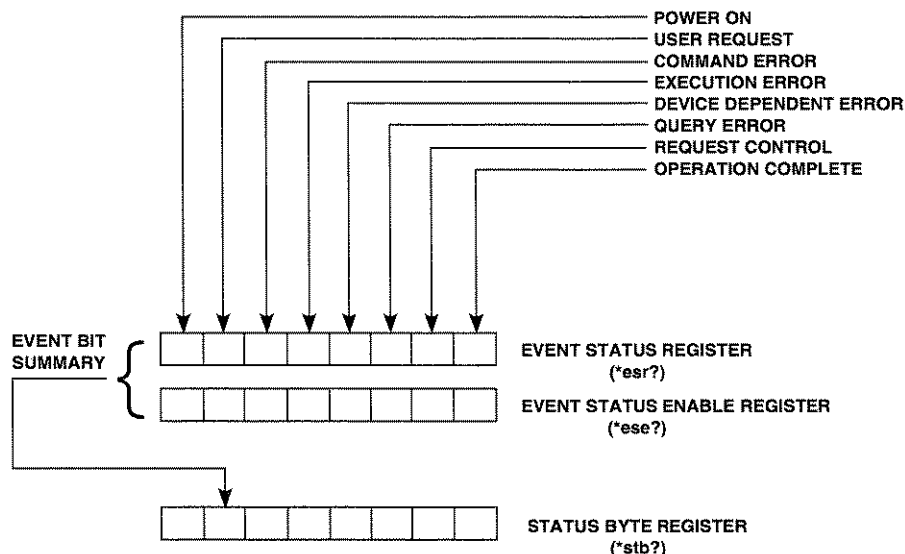 POWER ON
USER REQUEST
COMMAND ERROR
EXECUTION ERROR
DEVICE DEPENDENT ERROR
QUERY ERROR
REQUEST CONTROL
OPERATION COMPLETE
EVENT BIT
SUMMARY
EVENT STATUS REGISTER
(*esr?)
EVENT STATUS ENABLE REGISTER
(*ese?)
STATUS BYTE REGISTER
(*stb?)